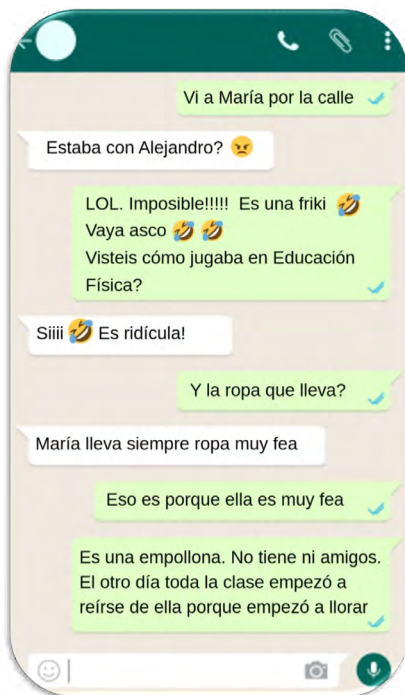 Vi a María por la calle
Estaba con Alejandro? 😠
LOL. Imposible!!!!! Es una friki 🤣
Vaya asco 🤣 🤣
Visteis cómo jugaba en Educación
Física?
Siiii 🤣 Es ridícula!
Y la ropa que lleva?
María lleva siempre ropa muy fea
Eso es porque ella es muy fea
Es una empollona. No tiene ni amigos.
El otro día toda la clase empezó a
reírse de ella porque empezó a llorar